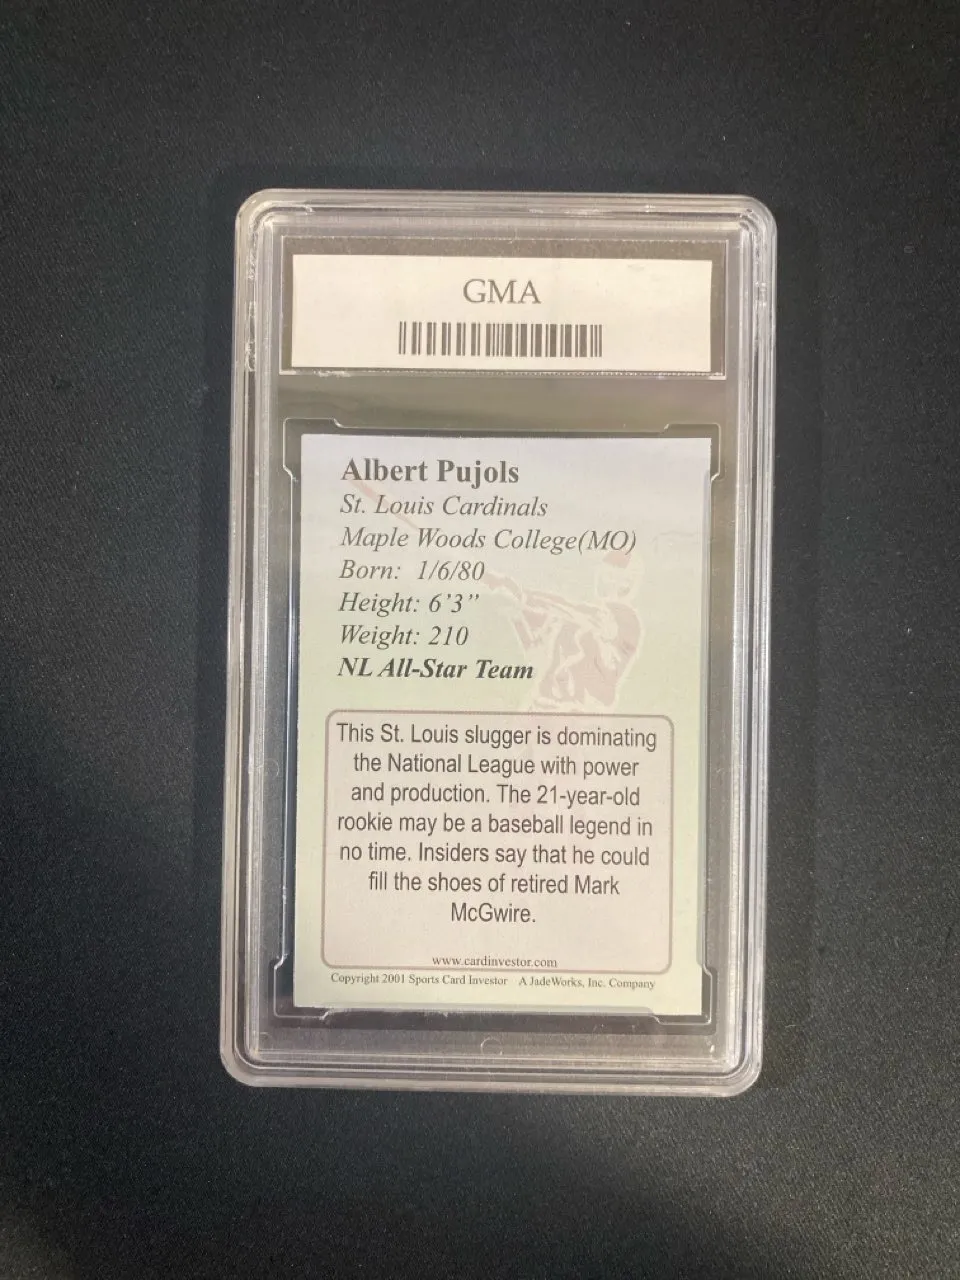 GMA
Albert Pujols
St. Louis Cardinals
Maple Woods College(MO)
Born: 1/6/80
Height: 6'3"
Weight: 210
NL All-Star Team
This St. Louis slugger is dominating
the National League with power
and production. The 21-year-old
rookie may be a baseball legend in
no time. Insiders say that he could
fill the shoes of retired Mark
McGwire.
www.cardinvestor.com
Copyright 2001 Sports Card Investor A JadeWorks, Inc. Company